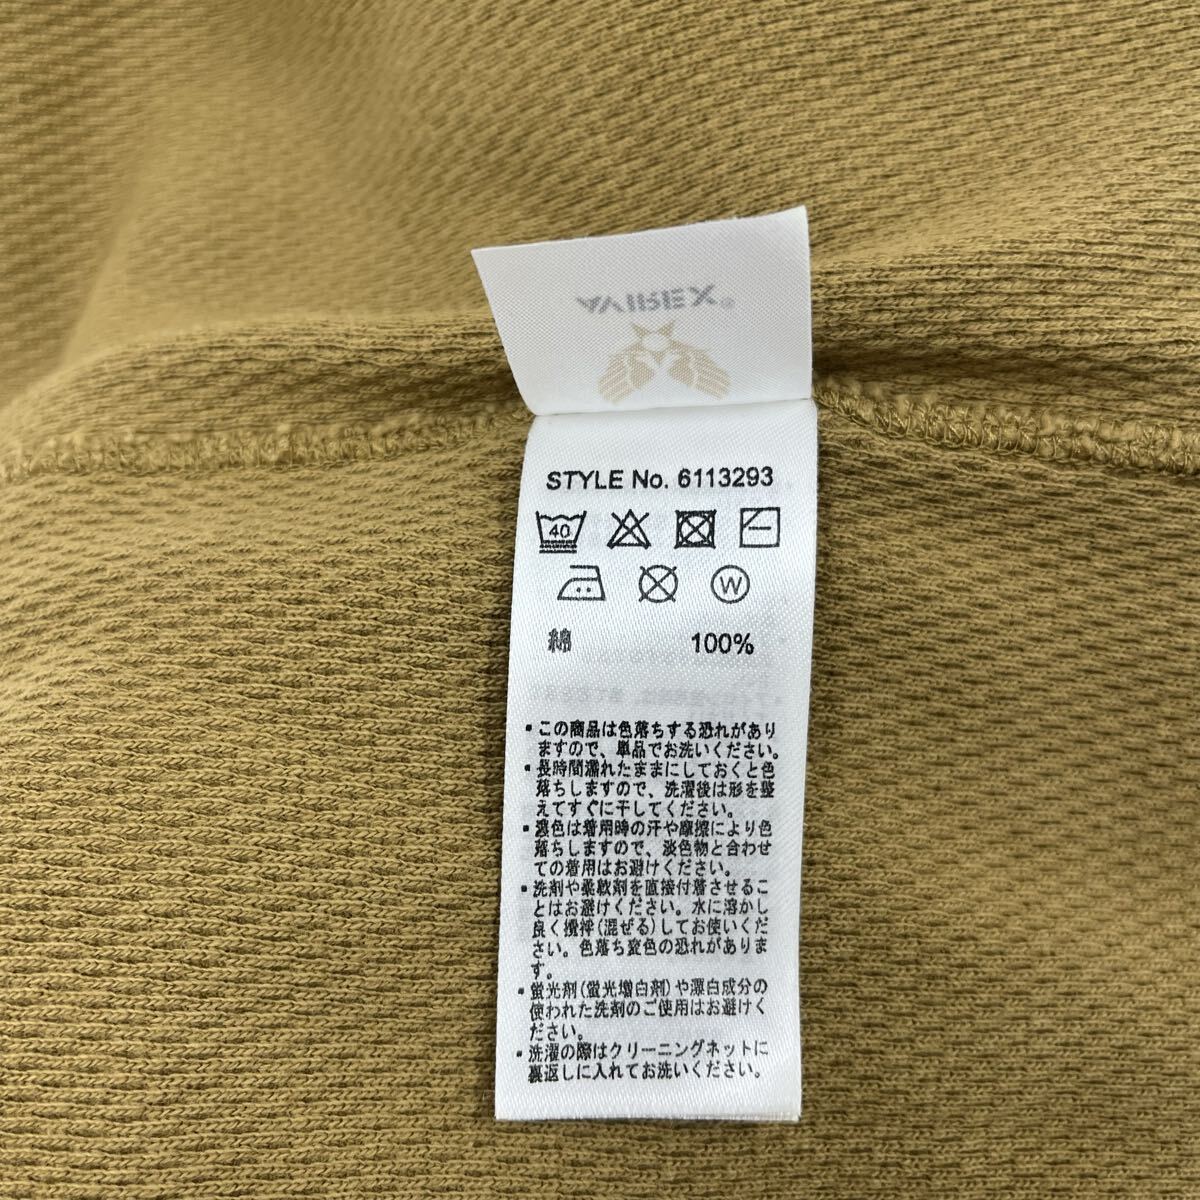 AVIREX®
STYLE No. 6113293
40
W
綿 100%
・この商品は色落ちする恐れがあり
ますので、単品でお洗いください。
・長時間濡れたままにしておくと色
落ちしますので、洗濯後は形を整
えてすぐに干してください。
・濃色は着用時の汗や摩擦により色
落ちしますので、淡色物と合わせ
ての着用はお避けください。
・洗剤や柔軟剤を直接付着させるこ
とはお避けください。水に溶かし
良く攪拌(混ぜる)してお使いくだ
さい。色落ち変色の恐れがありま
す。
・蛍光剤(蛍光増白剤)や漂白成分の
使われた洗剤のご使用はお避けく
ださい。
・洗濯の際はクリーニングネットに
裏返しに入れてお洗いください。